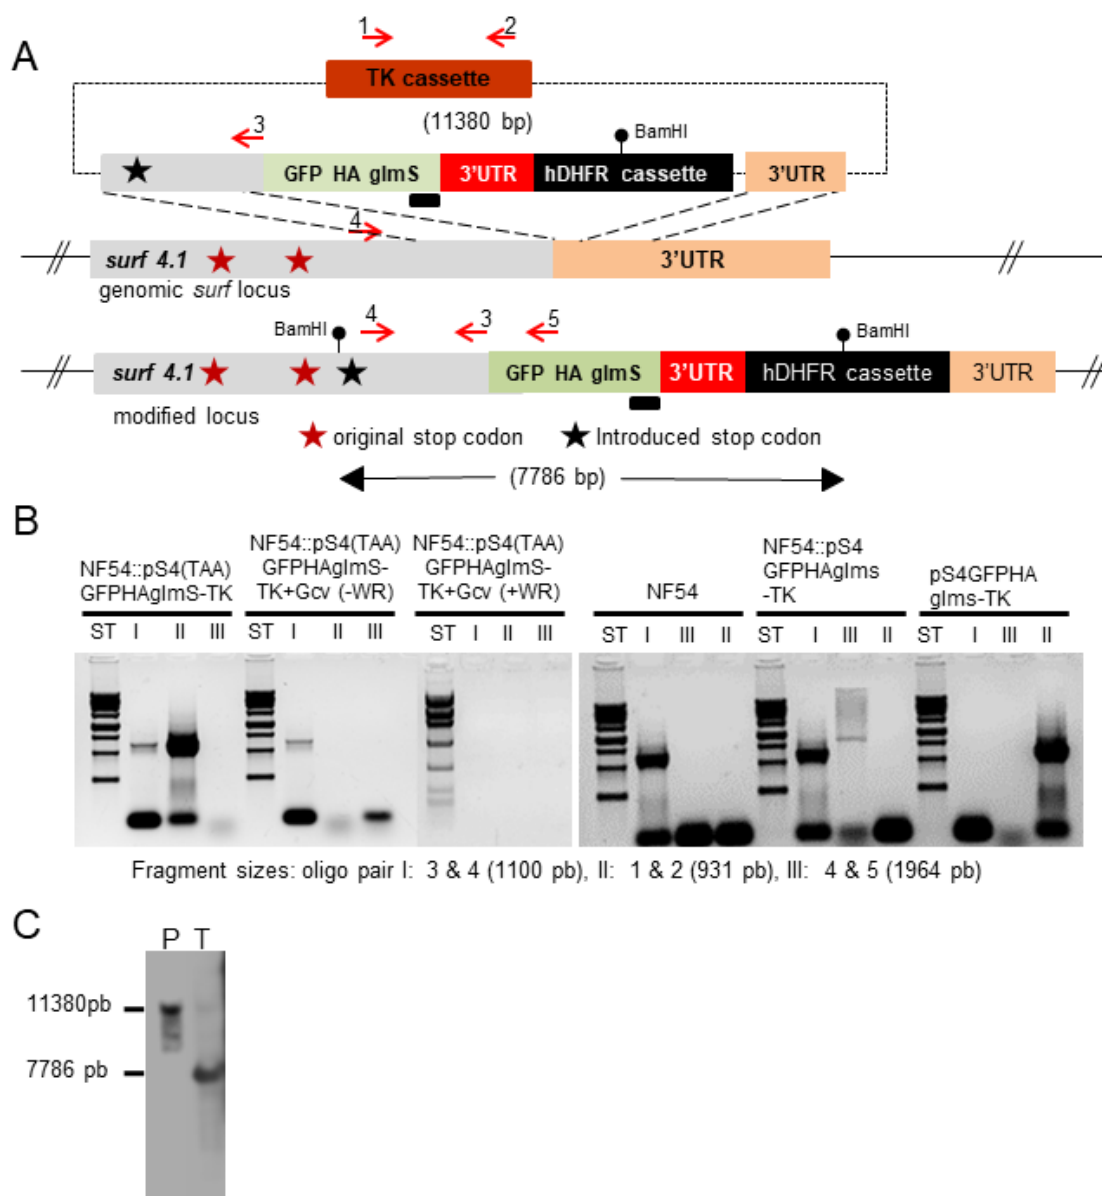 A
1
2
TK cassette
(11380 bp)
3
BamHI
GFP HA glmS
3'UTR
hDHFR cassette
3'UTR
4
surf 4.1
3'UTR
genomic surf locus
BamHI
4
3
5
BamHI
surf 4.1
GFP HA glmS
3'UTR
hDHFR cassette
3'UTR
modified locus
original stop codon
Introduced stop codon
(7786 bp)
B
NF54::pS4(TAA)
GFPHAglmS-TK
NF54::pS4(TAA)
GFPHAglmS-
TK+Gcv (-WR)
NF54::pS4(TAA)
GFPHAglmS-
TK+Gcv (+WR)
NF54
NF54::pS4
GFPHAglms
-TK
pS4GFPHA
glms-TK
ST I II III
ST I II III
ST I II III
ST I III II
ST I III II
ST I III II
Fragment sizes: oligo pair I: 3 & 4 (1100 pb), II: 1 & 2 (931 pb), III: 4 & 5 (1964 pb)
C
P T
11380pb
7786 pb